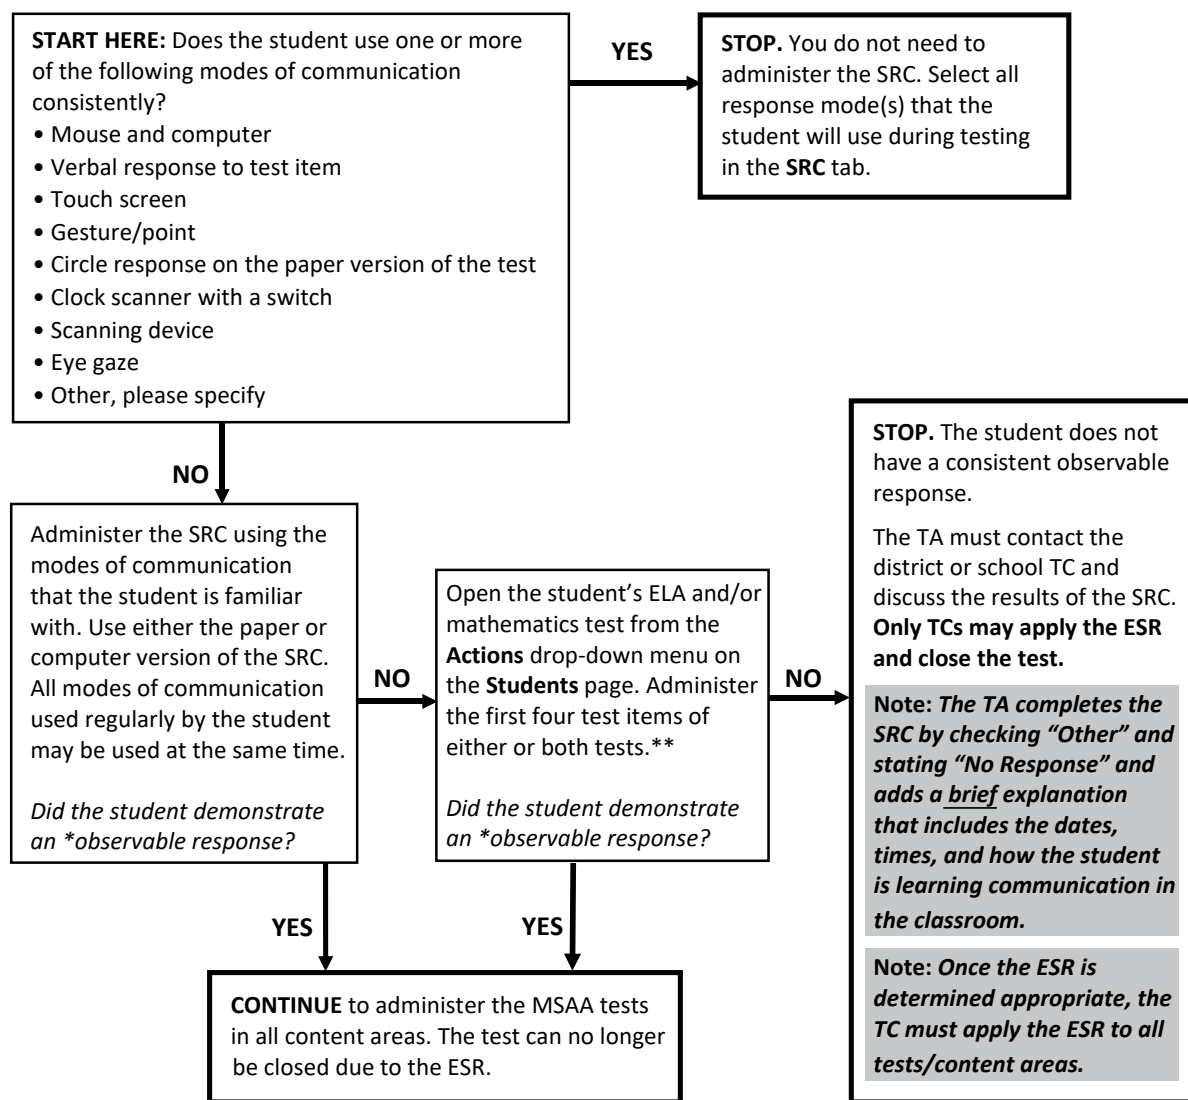 START HERE: Does the student use one or more
of the following modes of communication
consistently?
• Mouse and computer
• Verbal response to test item
• Touch screen
• Gesture/point
• Circle response on the paper version of the test
• Clock scanner with a switch
• Scanning device
• Eye gaze
• Other, please specify
YES
STOP. You do not need to
administer the SRC. Select all
response mode(s) that the
student will use during testing
in the SRC tab.
NO
Administer the SRC using the
modes of communication
that the student is familiar
with. Use either the paper or
computer version of the SRC.
All modes of communication
used regularly by the student
may be used at the same time.
Did the student demonstrate
an *observable response?
NO
Open the student’s ELA and/or
mathematics test from the
Actions drop-down menu on
the Students page. Administer
the first four test items of
either or both tests.**
Did the student demonstrate
an *observable response?
NO
STOP. The student does not
have a consistent observable
response.
The TA must contact the
district or school TC and
discuss the results of the SRC.
Only TCs may apply the ESR
and close the test.
Note: The TA completes the
SRC by checking “Other” and
stating “No Response” and
adds a brief explanation
that includes the dates,
times, and how the student
is learning communication in
the classroom.
Note: Once the ESR is
determined appropriate, the
TC must apply the ESR to all
tests/content areas.
YES
YES
CONTINUE to administer the MSAA tests
in all content areas. The test can no longer
be closed due to the ESR.